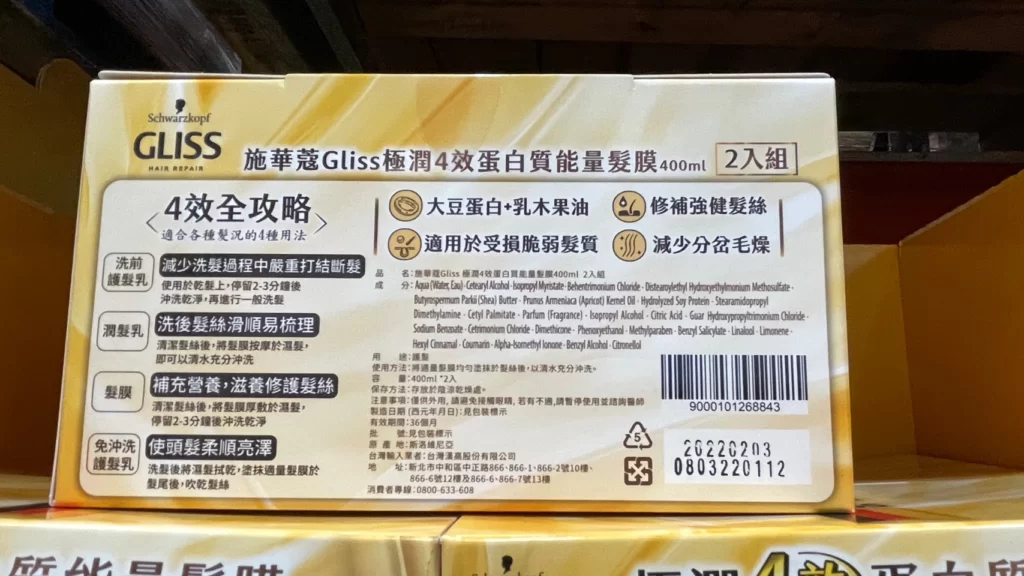 Schwarzkopf
GLISS
HAIR REPAIR
施華蔻Gliss極潤4效蛋白質能量髮膜400ml 2入組
4效全攻略
適合各種髮況的4種用法
洗前護髮乳
減少洗髮過程中嚴重打結斷髮
使用於乾髮上，停留2-3分鐘後
沖洗乾淨，再進行一般洗髮
潤髮乳
洗後髮絲滑順易梳理
清潔髮絲後，將髮膜按摩於濕髮，
即可以清水充分沖洗
髮膜
補充營養，滋養修護髮絲
清潔髮絲後，將髮膜厚敷於濕髮，
停留2-3分鐘後沖洗乾淨
免沖洗護髮乳
使頭髮柔順亮澤
洗髮後將濕髮拭乾，塗抹適量髮膜於
髮尾後，吹乾髮絲
大豆蛋白+乳木果油
修補強健髮絲
適用於受損脆弱髮質
減少分岔毛燥
品名：施華蔻Gliss 極潤4效蛋白質能量髮膜400ml 2入組
成分：Aqua (Water, Eau)· Cetearyl Alcohol· Isopropyl Myristate· Behentrimonium Chloride· Distearoylethyl Hydroxyethylmonium Methosulfate·
Butyrospermum Parkii (Shea) Butter· Prunus Armeniaca (Apricot) Kernel Oil· Hydrolyzed Soy Protein· Stearamidopropyl
Dimethylamine· Cetyl Palmitate· Parfum (Fragrance)· Isopropyl Alcohol· Citric Acid· Guar Hydroxypropyltrimonium Chloride·
Sodium Benzoate· Cetrimonium Chloride· Dimethicone· Phenoxyethanol· Methylparaben· Benzyl Salicylate· Linalool· Limonene·
Hexyl Cinnamal· Coumarin· Alpha-Isomethyl Ionone· Benzyl Alcohol· Citronellol
用途：護髮
使用方法：將適量髮膜均勻塗抹於髮絲後，以清水充分沖洗。
容量：400ml *2入
保存方法：存放於陰涼乾燥處。
注意事項：僅供外用，請避免接觸眼睛，若有不適，請暫停使用並諮詢醫師
製造日期(西元年月日)：見包裝標示
有效期間：36個月
批號：見包裝標示
原產地：斯洛維尼亞
台灣輸入業者：台灣漢高股份有限公司
地址：新北市中和區中正路866·866-1·866-2號10樓、
866-6號12樓及866-6·866-7號13樓
消費者專線：0800-633-608
9000101268843
5
20220203
0803220112
質能量髮膜
極潤4效蛋白質